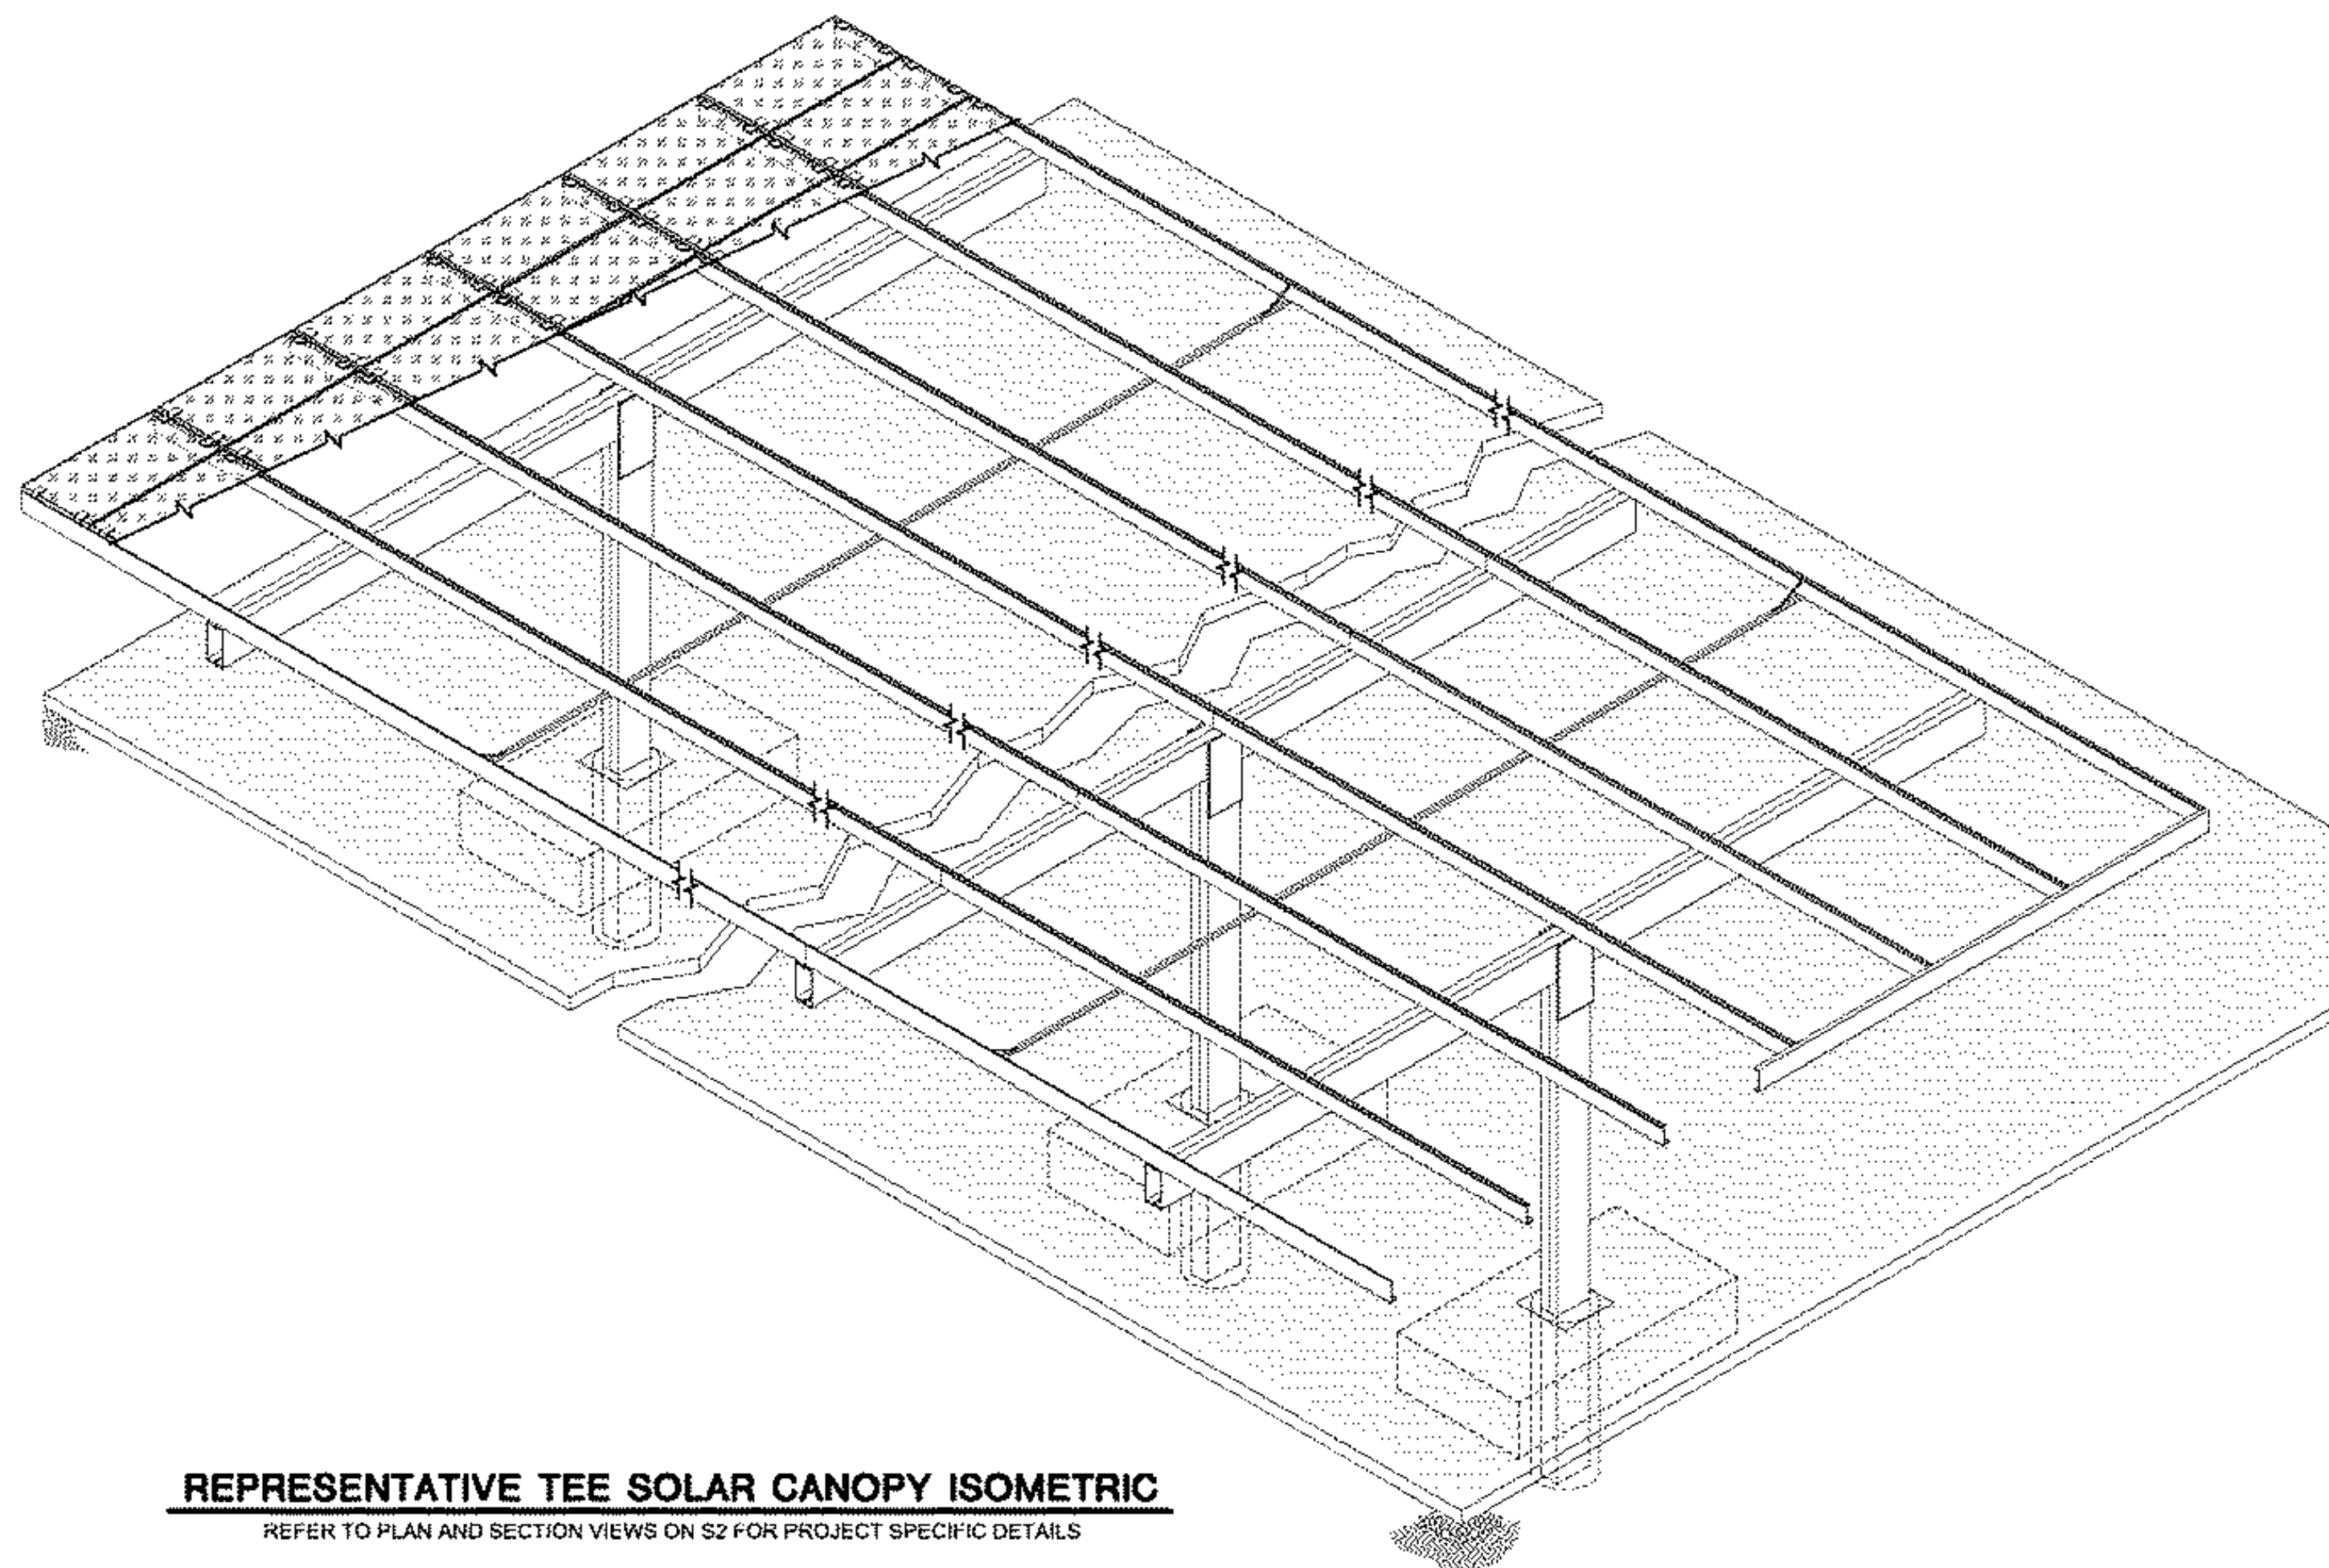 REPRESENTATIVE TEE SOLAR CANOPY ISOMETRIC
REFER TO PLAN AND SECTION VIEWS ON S2 FOR PROJECT SPECIFIC DETAILS